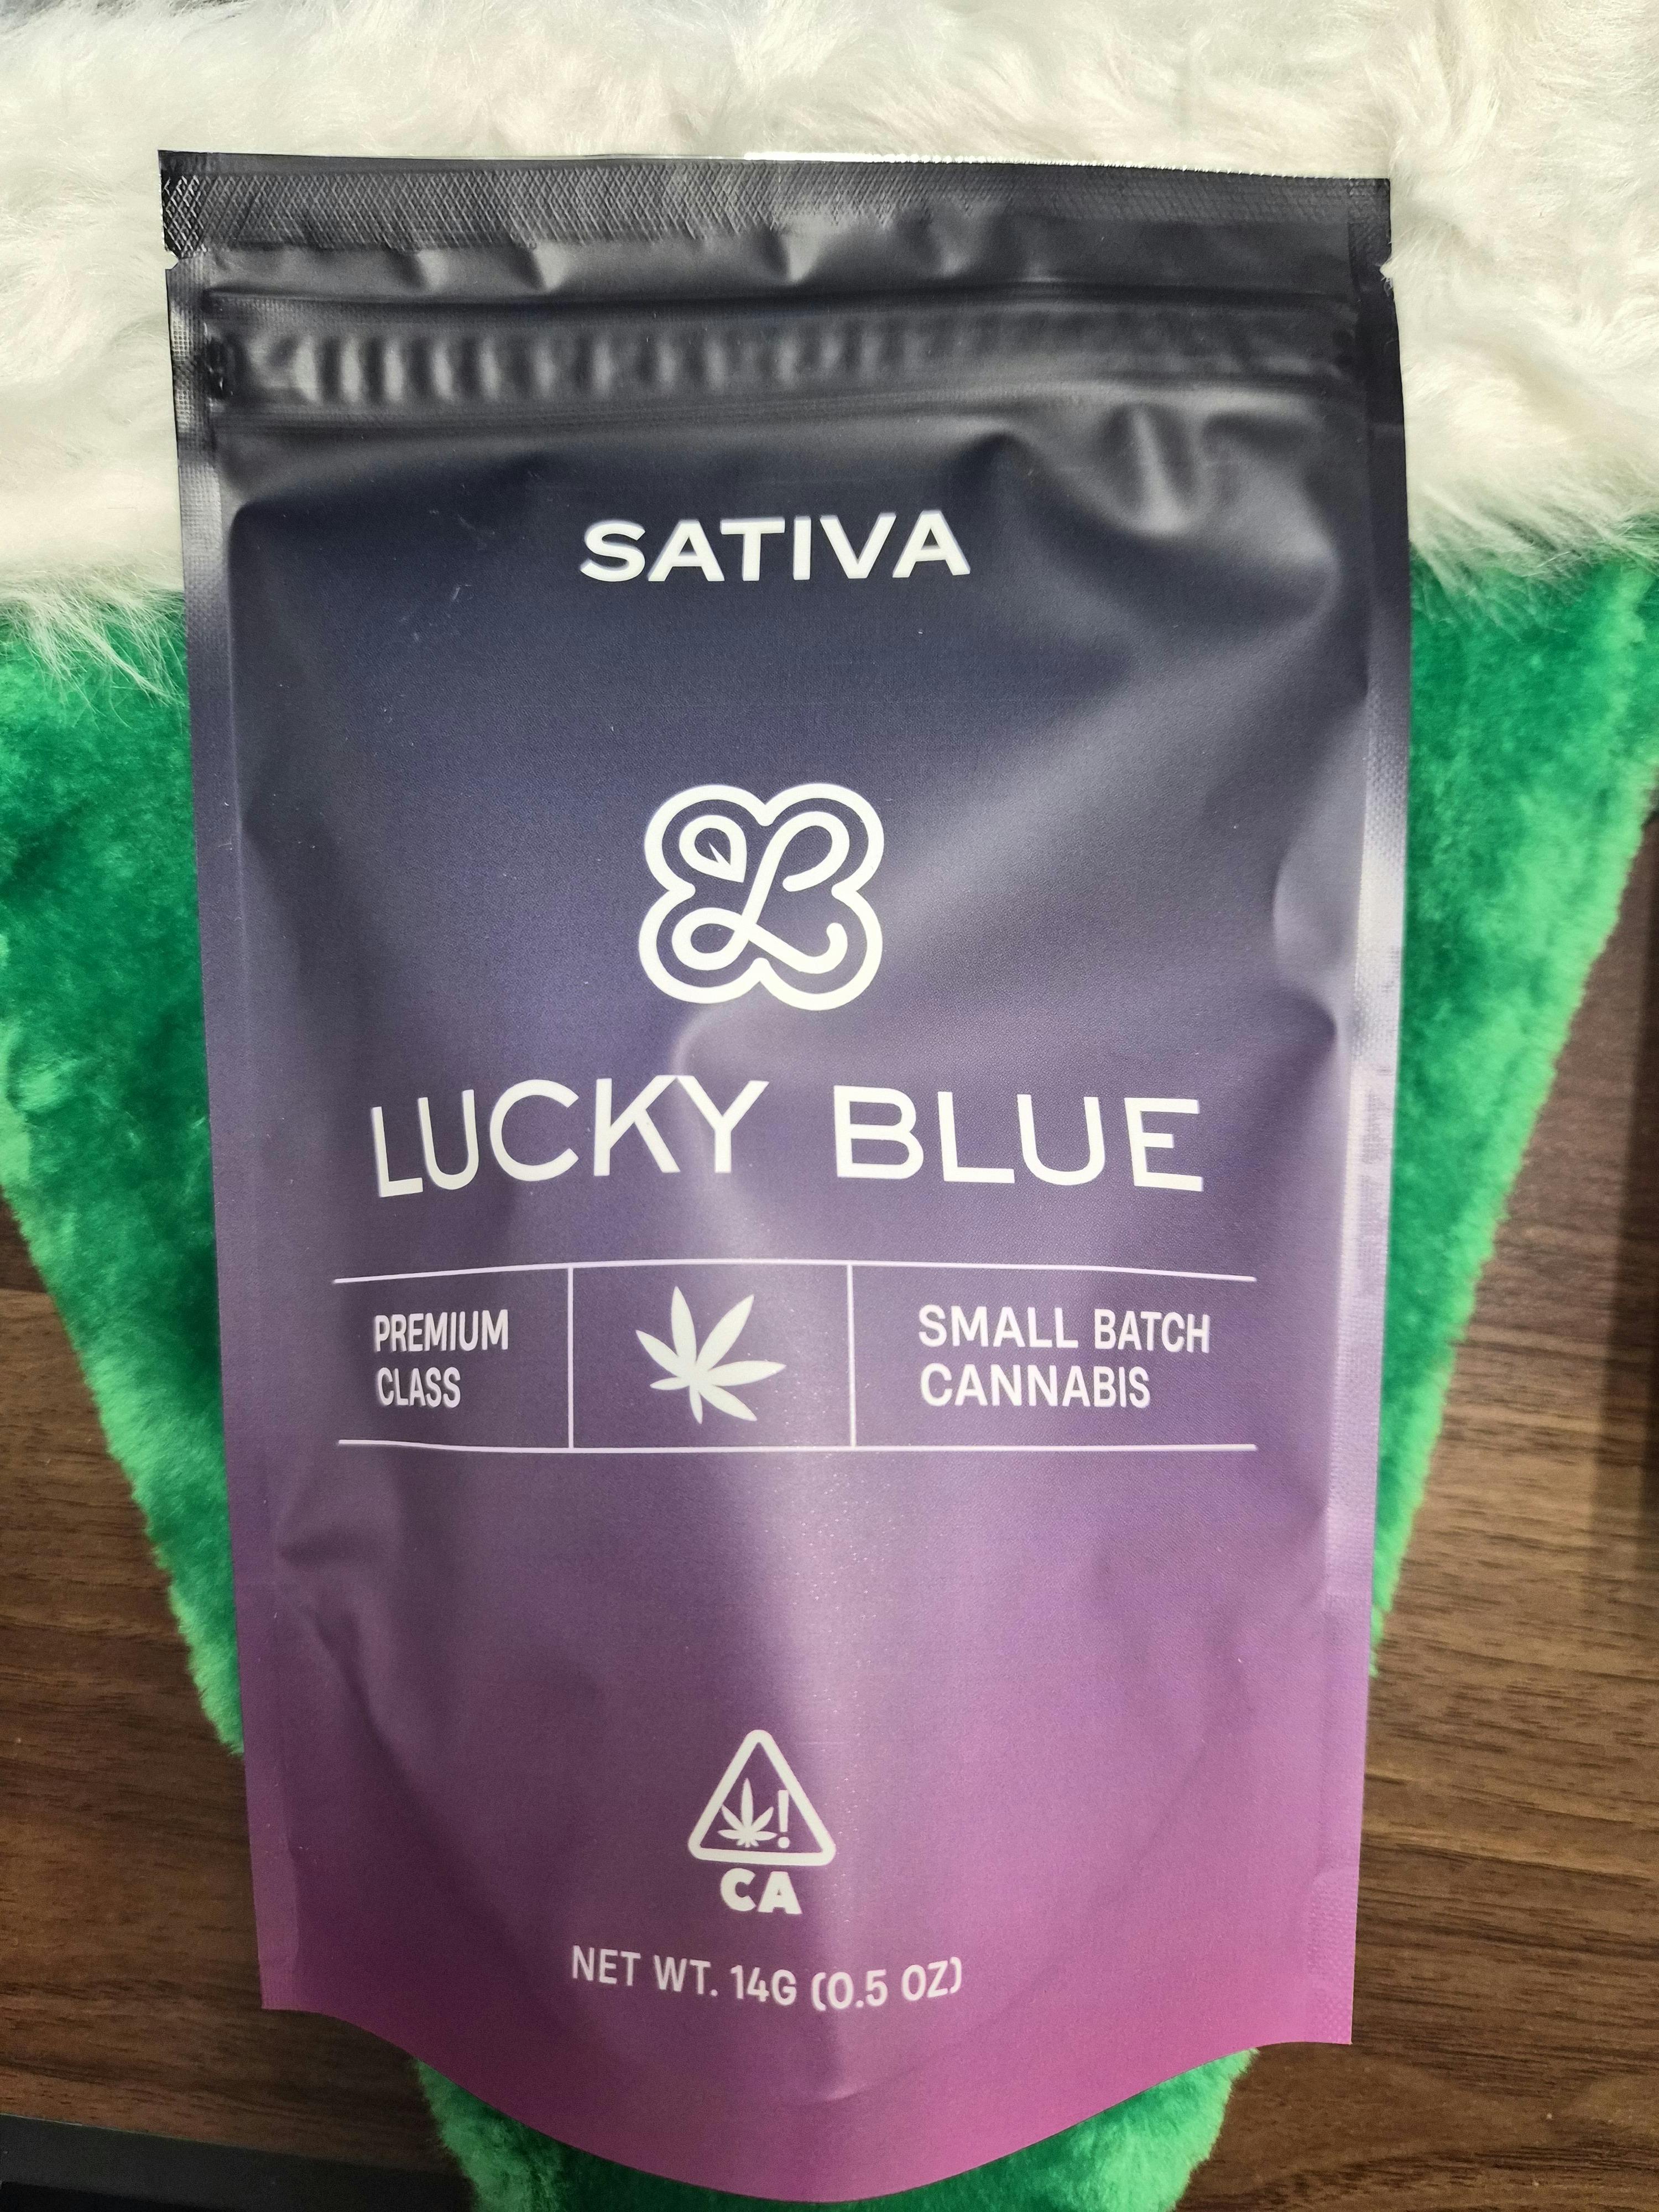 SATIVA
L
LUCKY BLUE
PREMIUM
CLASS
SMALL BATCH
CANNABIS
!
CA
NET WT. 14G (0.5 OZ)